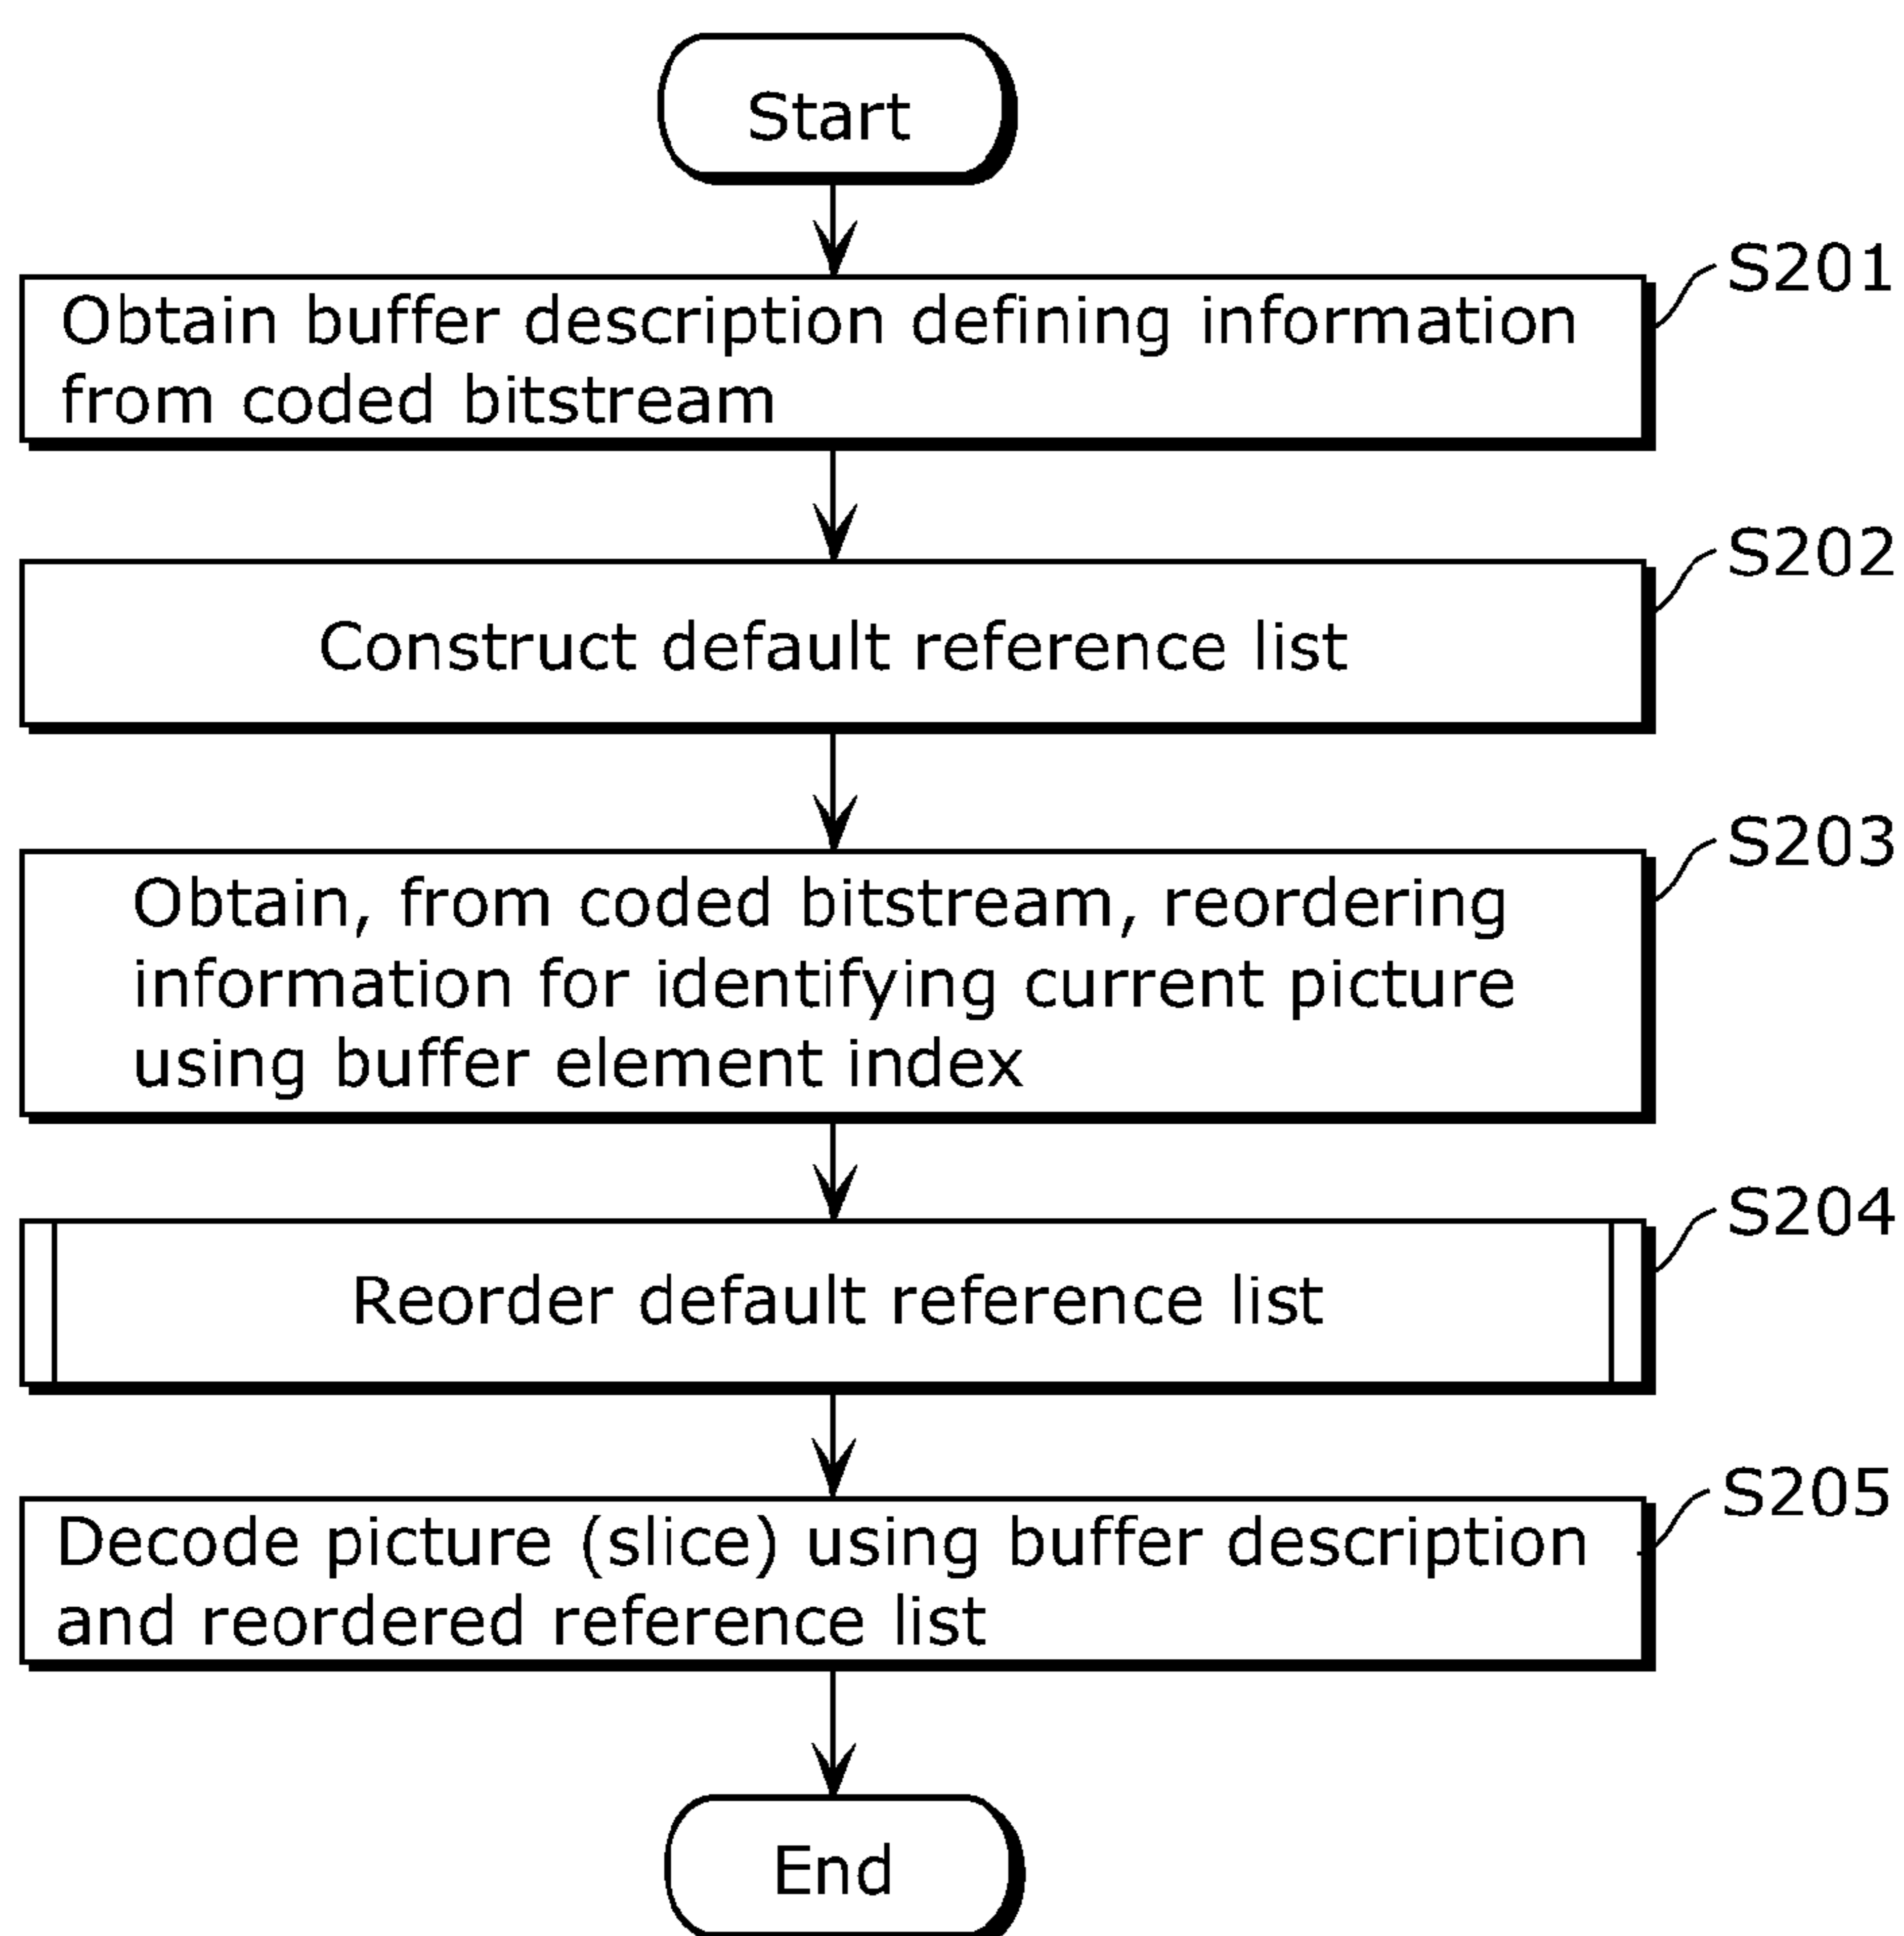 Start
S201
Obtain buffer description defining information
from coded bitstream
S202
Construct default reference list
S203
Obtain, from coded bitstream, reordering
information for identifying current picture
using buffer element index
S204
Reorder default reference list
S205
Decode picture (slice) using buffer description
and reordered reference list
End